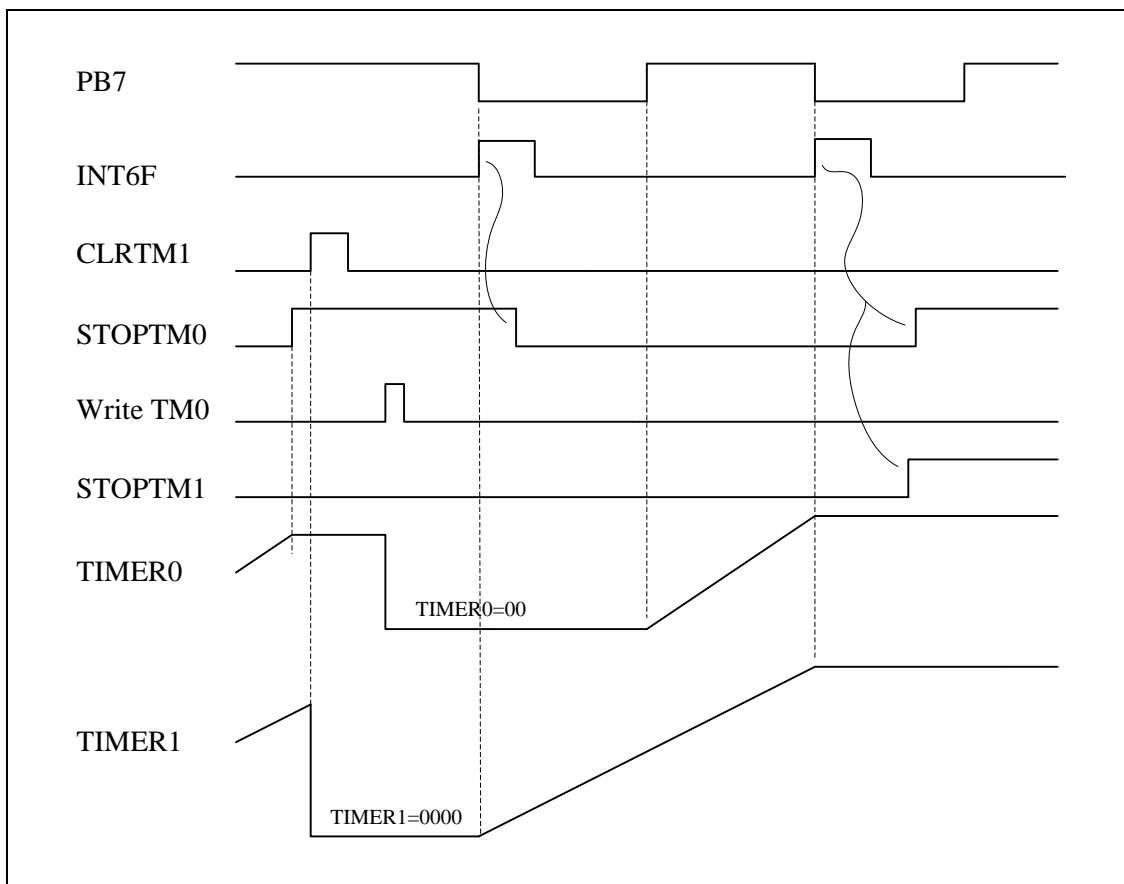 PB7
INT6F
CLRTM1
STOPTM0
Write TM0
STOPTM1
TIMER0
TIMER0=00
TIMER1
TIMER1=0000